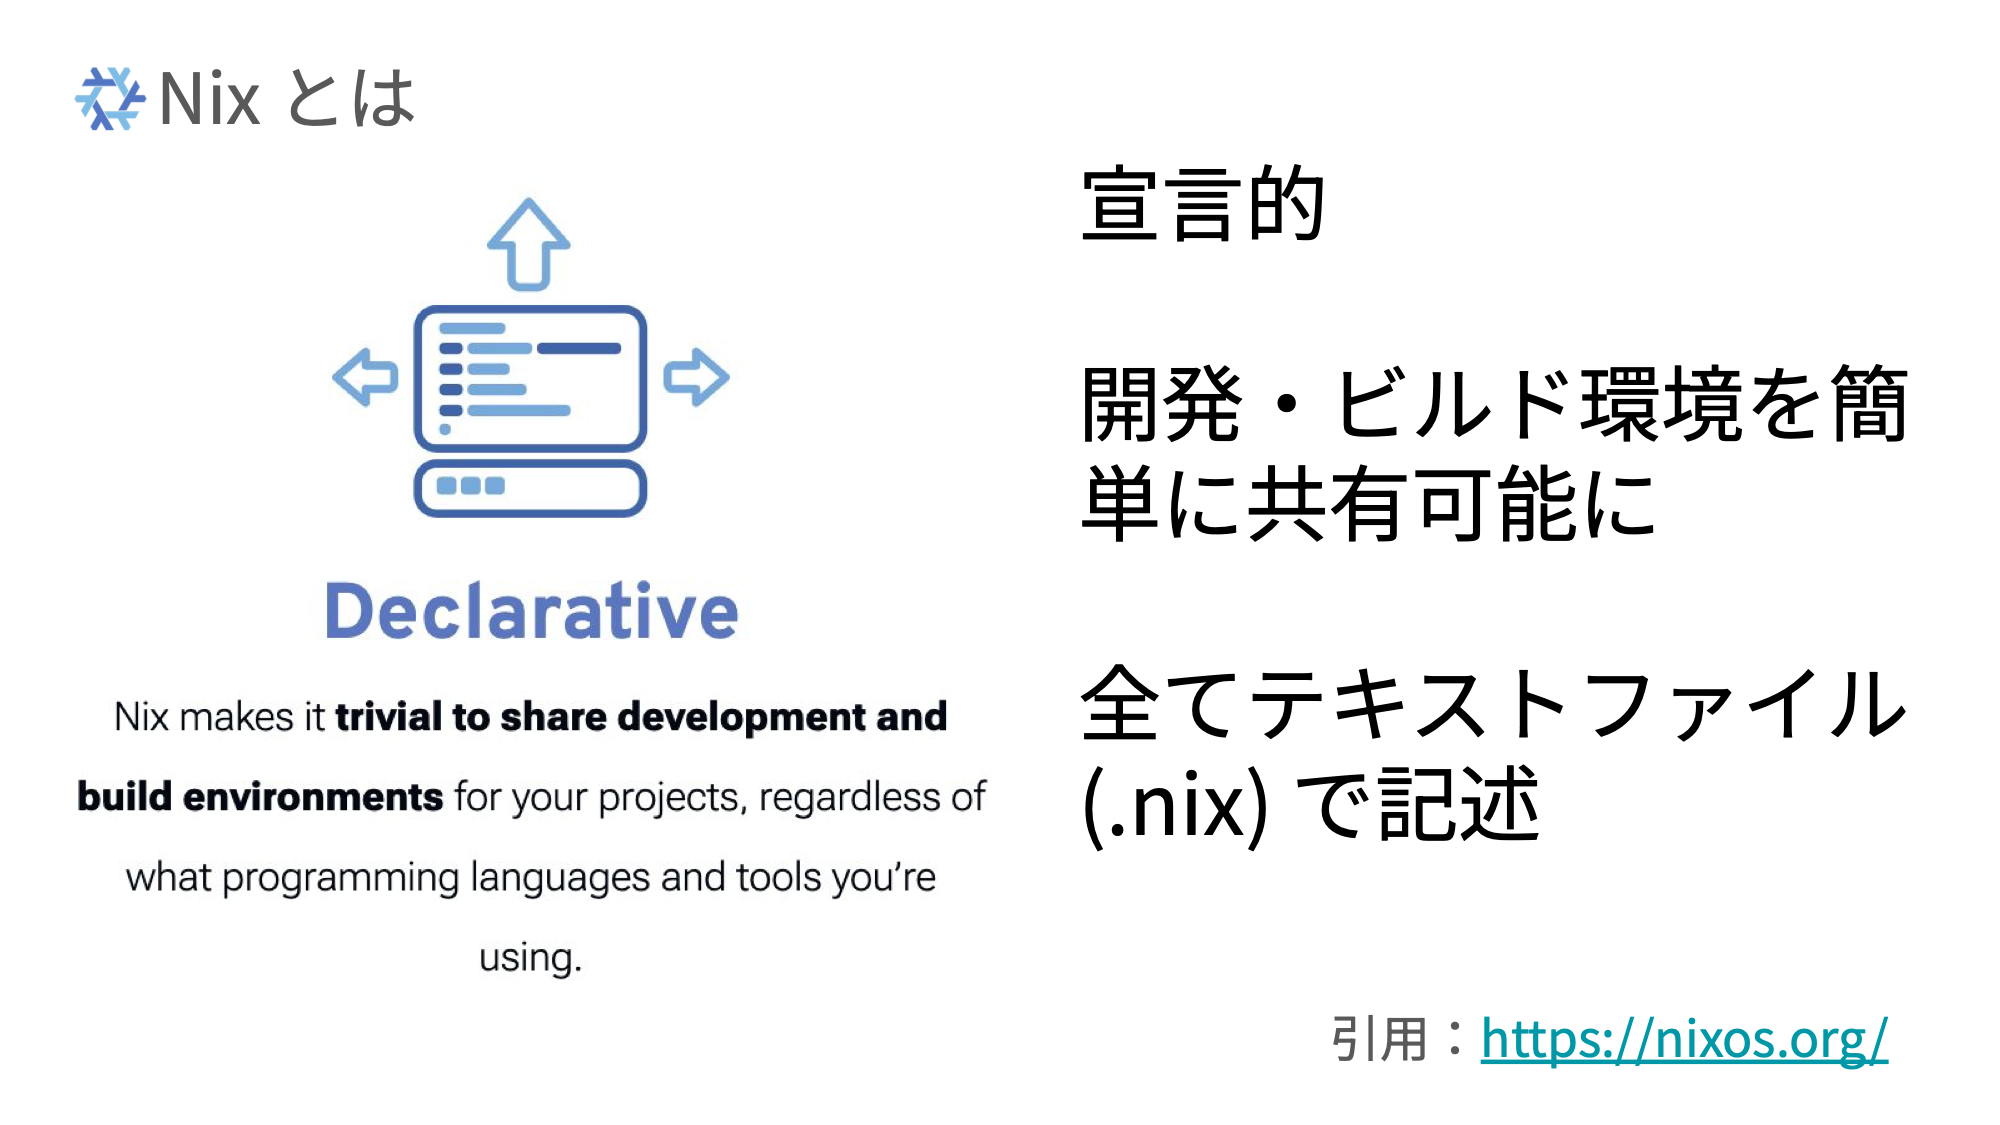 Nix とは
Declarative
Nix makes it trivial to share development and
build environments for your projects, regardless of
what programming languages and tools you’re
using.
宣言的
開発・ビルド環境を簡
単に共有可能に
全てテキストファイル
(.nix) で記述
引用：https://nixos.org/